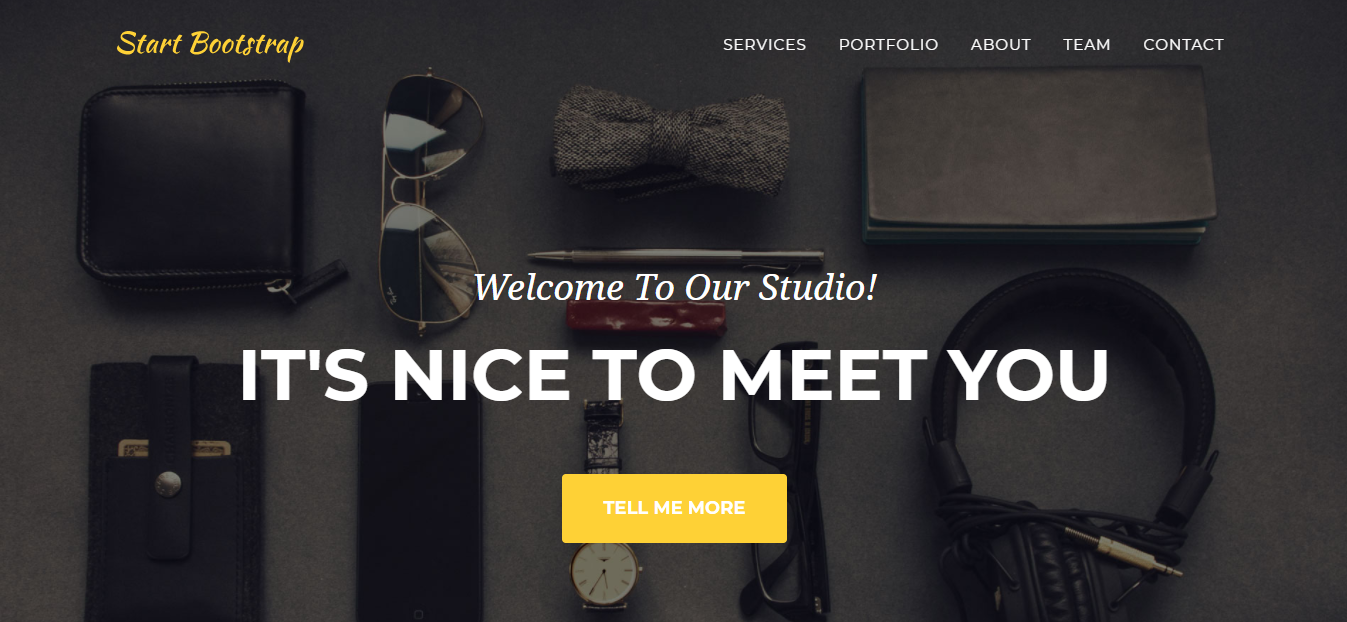 Start Bootstrap
SERVICES PORTFOLIO ABOUT TEAM CONTACT
Welcome To Our Studio!
IT'S NICE TO MEET YOU
TELL ME MORE